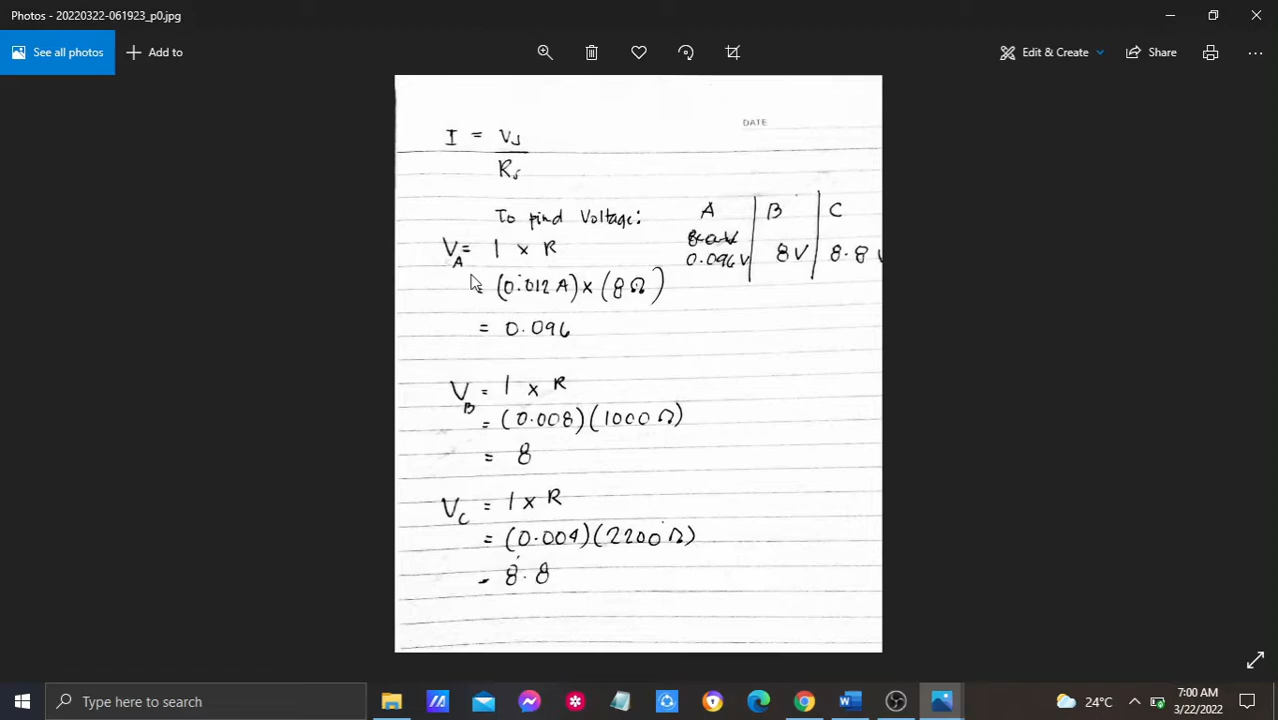 Photos - 20220322-061923_p0.jpg
See all photos
Add to
Edit & Create
Share
DATE
I = Vs
Rs
To find Voltage:
A | B | C
VA = I x R
0.096V | 8V | 8.8 V
= (0.012 A) x (8Ω)
= 0.096
VB = I x R
= (0.008)(1000 Ω)
= 8
VC = I x R
= (0.004)(2200 Ω)
= 8.8
Type here to search
24°C
7:00 AM
3/22/2022